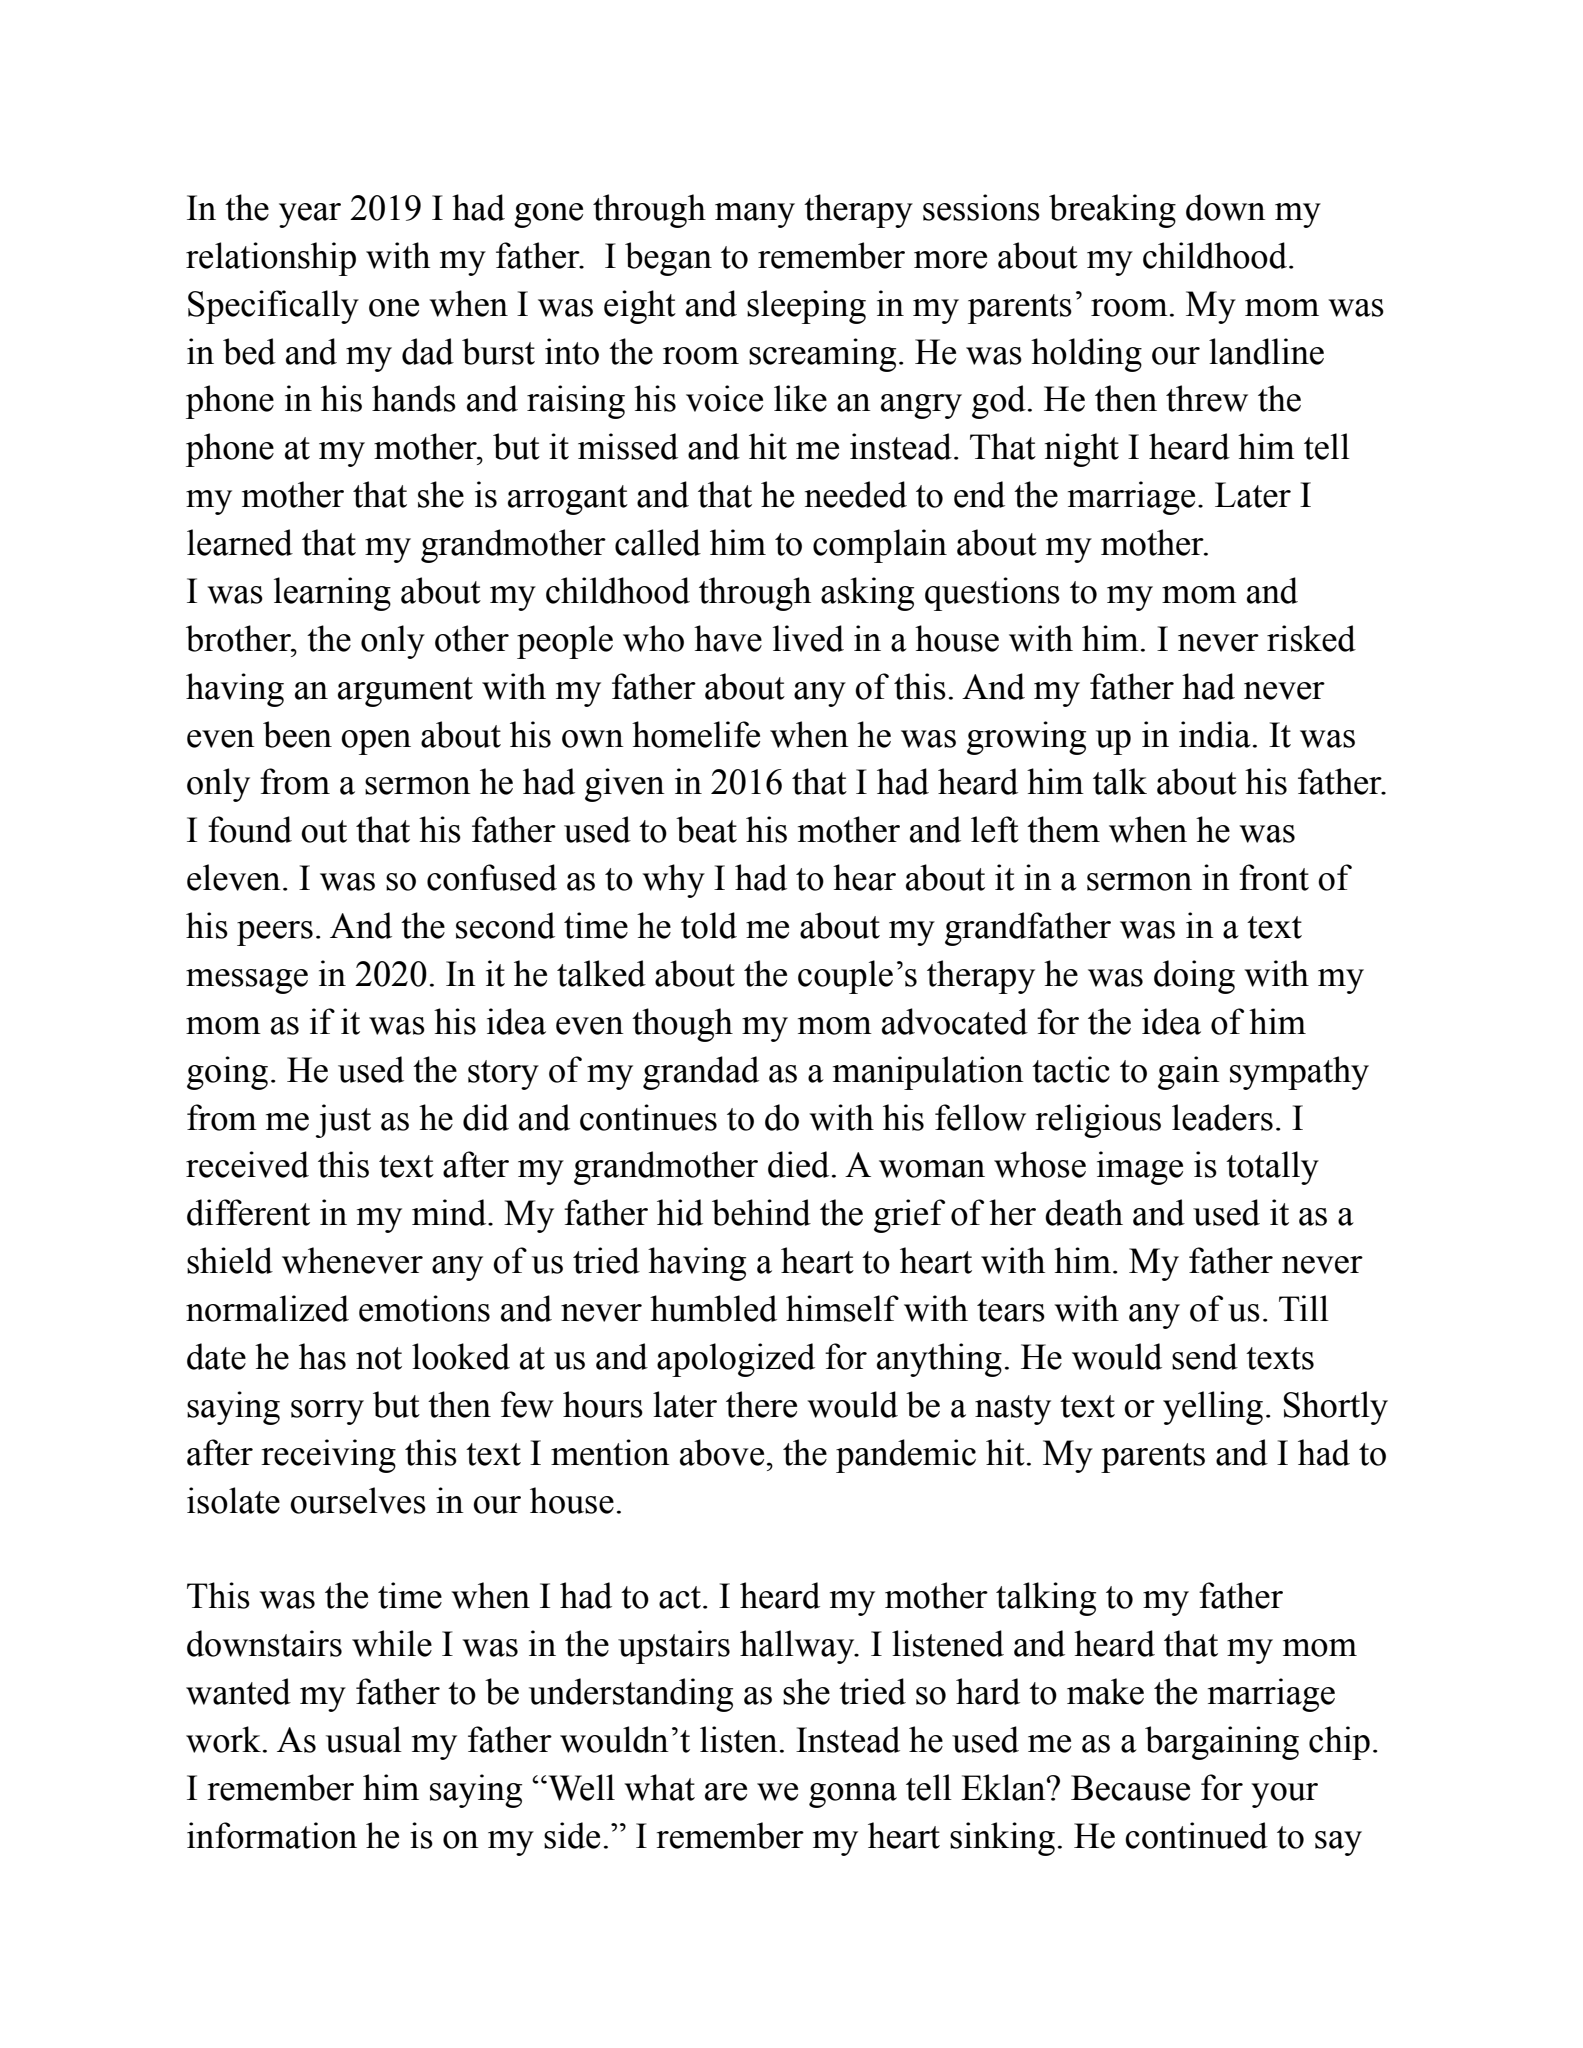 In the year 2019 I had gone through many therapy sessions breaking down my
relationship with my father.  I began to remember more about my childhood.
Specifically one when I was eight and sleeping in my parents’ room. My mom was
in bed and my dad burst into the room screaming. He was holding our landline
phone in his hands and raising his voice like an angry god. He then threw the
phone at my mother, but it missed and hit me instead. That night I heard him tell
my mother that she is arrogant and that he needed to end the marriage. Later I
learned that my grandmother called him to complain about my mother.
I was learning about my childhood through asking questions to my mom and
brother, the only other people who have lived in a house with him. I never risked
having an argument with my father about any of this. And my father had never
even been open about his own homelife when he was growing up in india. It was
only from a sermon he had given in 2016 that I had heard him talk about his father.
I found out that his father used to beat his mother and left them when he was
eleven. I was so confused as to why I had to hear about it in a sermon in front of
his peers. And the second time he told me about my grandfather was in a text
message in 2020. In it he talked about the couple’s therapy he was doing with my
mom as if it was his idea even though my mom advocated for the idea of him
going. He used the story of my grandad as a manipulation tactic to gain sympathy
from me just as he did and continues to do with his fellow religious leaders. I
received this text after my grandmother died. A woman whose image is totally
different in my mind. My father hid behind the grief of her death and used it as a
shield whenever any of us tried having a heart to heart with him. My father never
normalized emotions and never humbled himself with tears with any of us. Till
date he has not looked at us and apologized for anything. He would send texts
saying sorry but then few hours later there would be a nasty text or yelling. Shortly
after receiving this text I mention above, the pandemic hit. My parents and I had to
isolate ourselves in our house.

This was the time when I had to act. I heard my mother talking to my father
downstairs while I was in the upstairs hallway. I listened and heard that my mom
wanted my father to be understanding as she tried so hard to make the marriage
work. As usual my father wouldn’t listen. Instead he used me as a bargaining chip.
I remember him saying “Well what are we gonna tell Eklan? Because for your
information he is on my side.” I remember my heart sinking. He continued to say